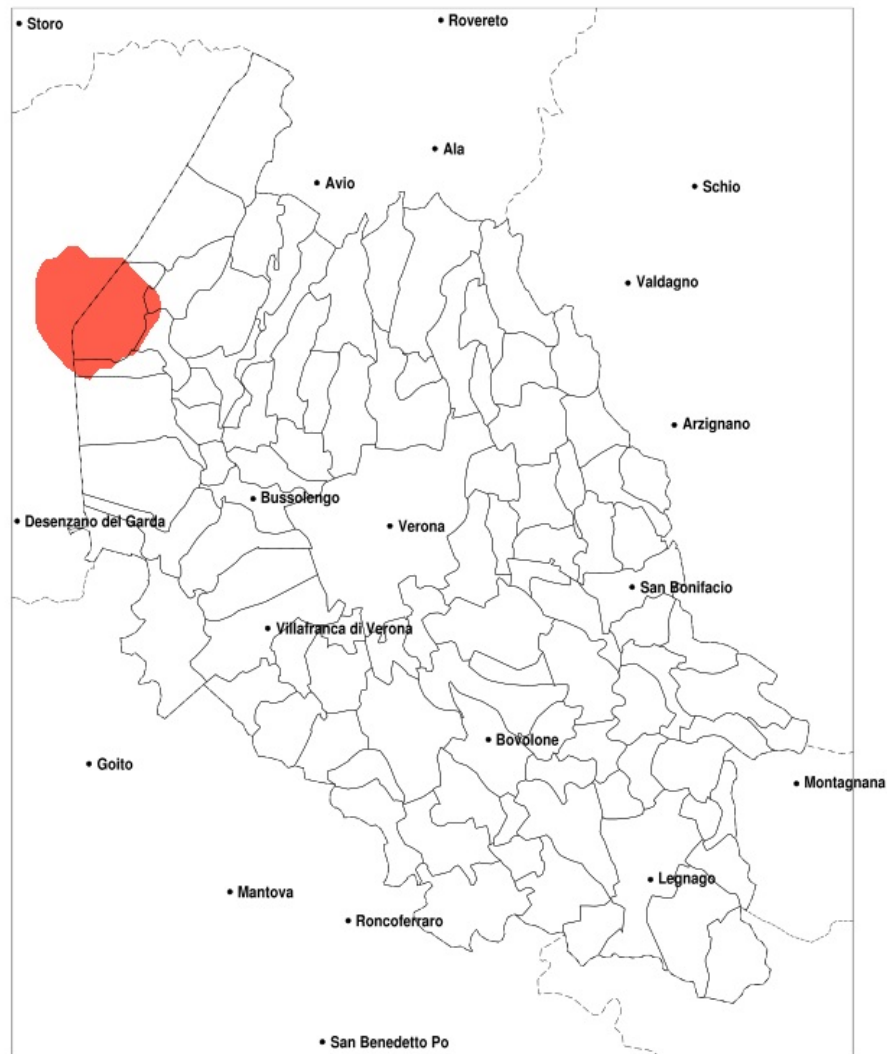 Storo
Rovereto
Ala
Avio
Schio
Valdagno
Arzignano
Bussolengo
Desenzano del Garda
Verona
San Bonifacio
Villafranca di Verona
Bovolone
Goito
Montagnana
Legnago
Mantova
Roncoferraro
San Benedetto Po